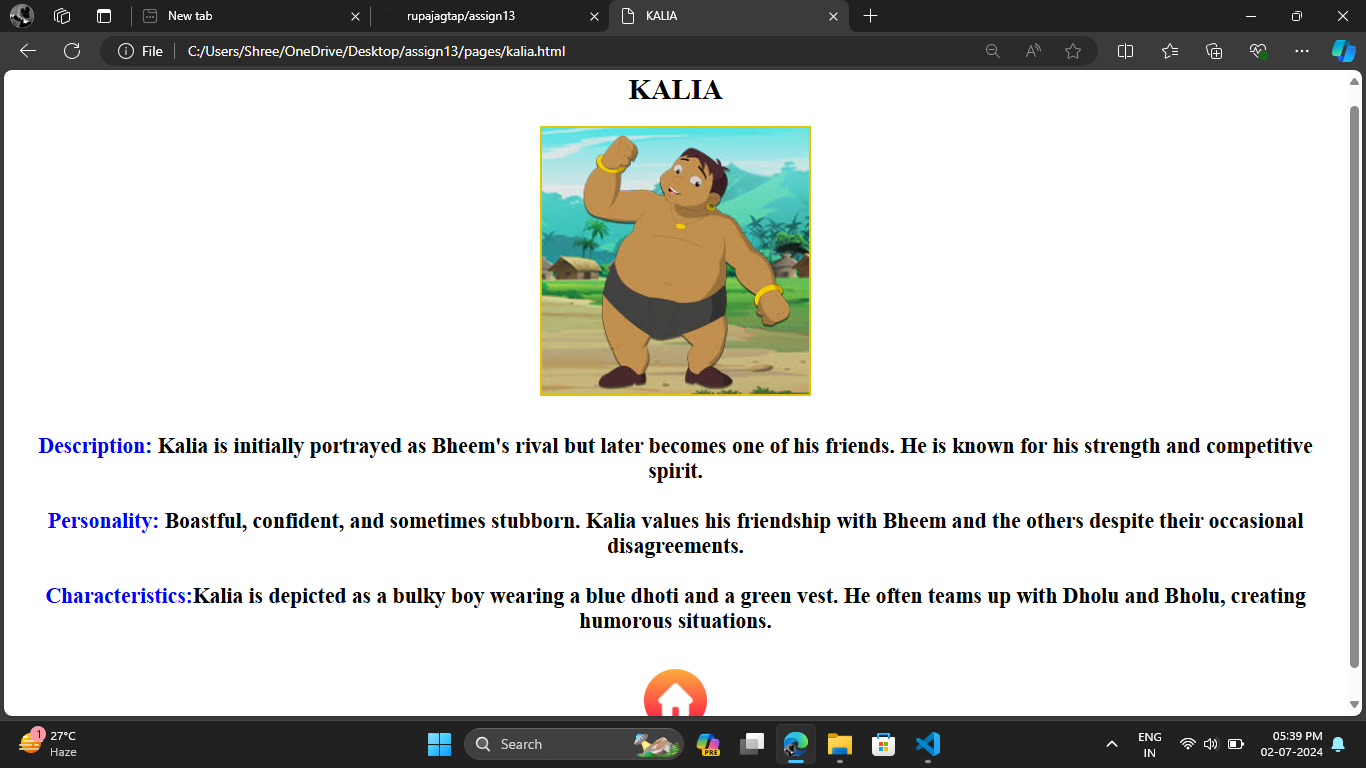 New tab
rupajagtap/assign13
KALIA
File
C:/Users/Shree/OneDrive/Desktop/assign13/pages/kalia.html
KALIA
Description: Kalia is initially portrayed as Bheem's rival but later becomes one of his friends. He is known for his strength and competitive
spirit.
Personality: Boastful, confident, and sometimes stubborn. Kalia values his friendship with Bheem and the others despite their occasional
disagreements.
Characteristics:Kalia is depicted as a bulky boy wearing a blue dhoti and a green vest. He often teams up with Dholu and Bholu, creating
humorous situations.
1
27°C
Haze
Search
PRE
ENG
IN
05:39 PM
02-07-2024